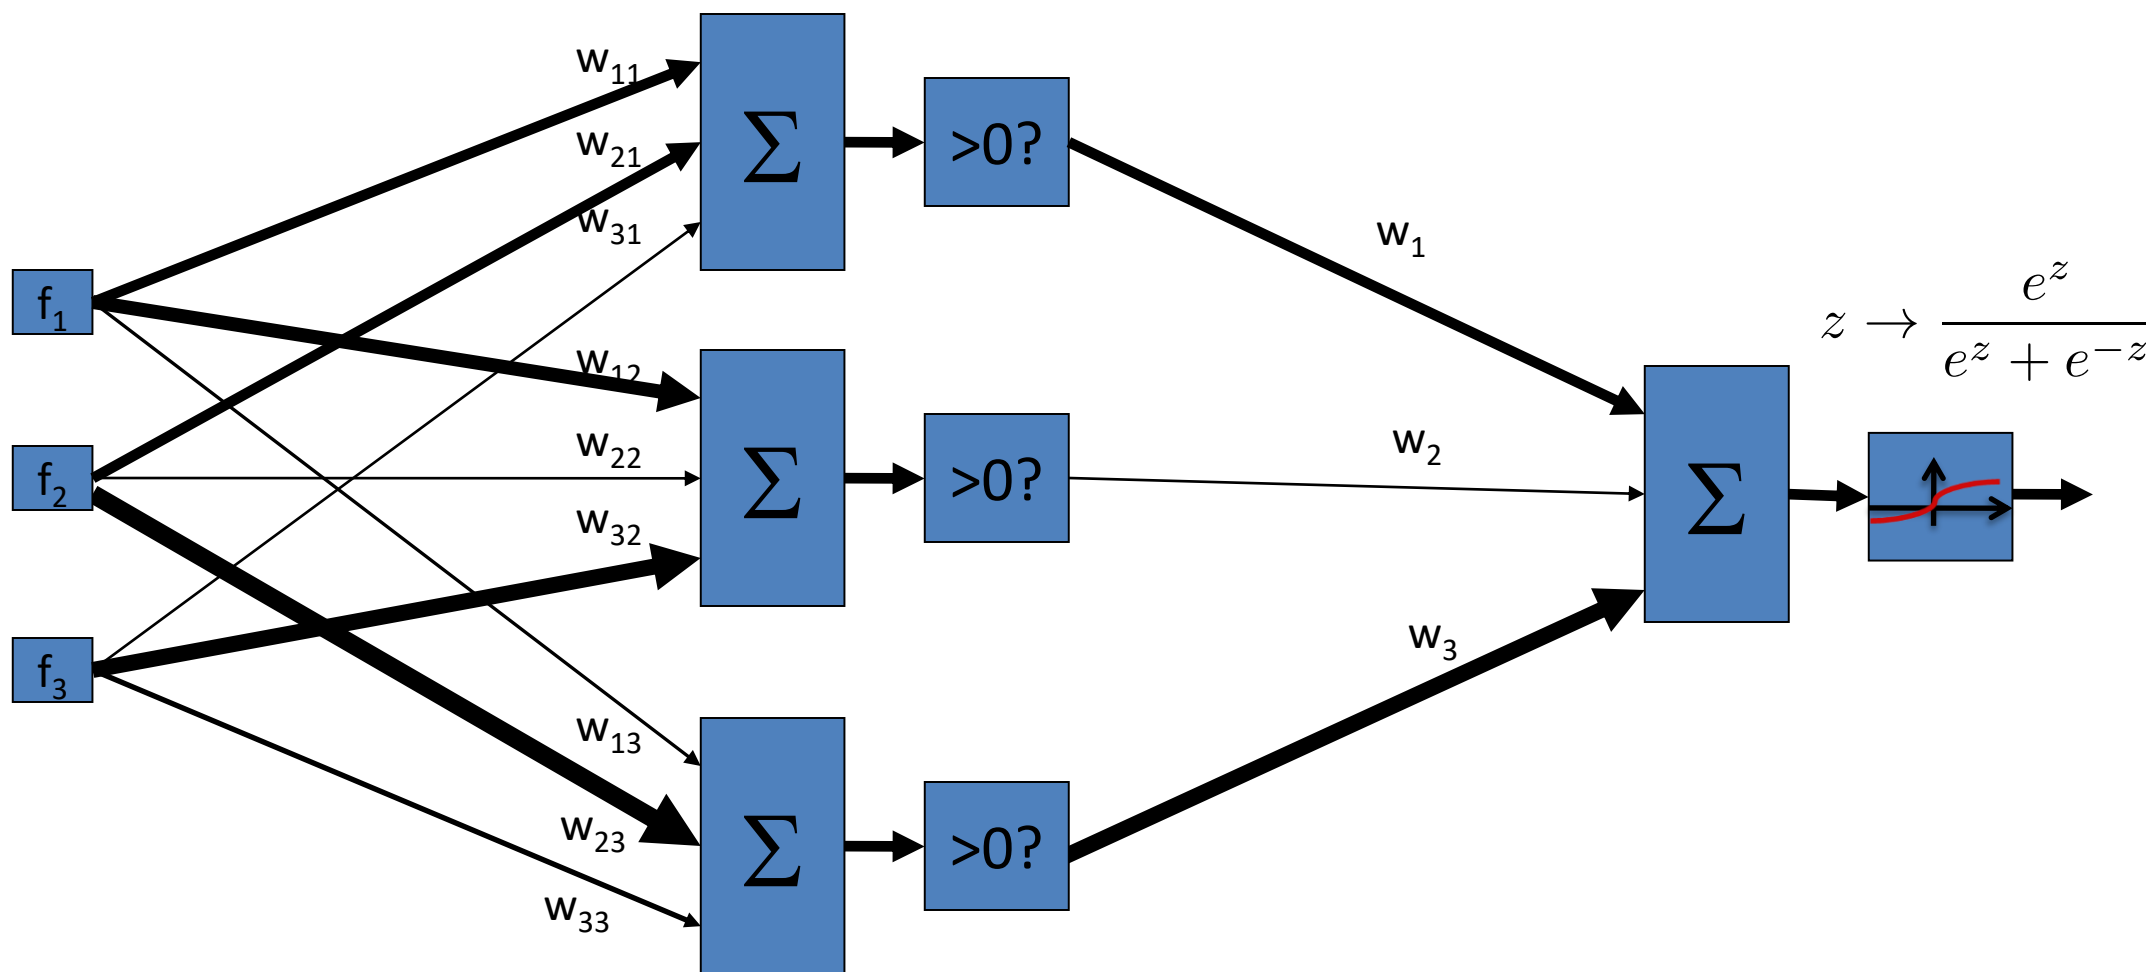 w₁₁
w₂₁
w₃₁
f₁
w₁₂
w₂₂
f₂
w₃₂
f₃
w₁₃
w₂₃
w₃₃
∑
>0?
∑
>0?
∑
>0?
w₁
w₂
w₃
∑
z → e^z / (e^z + e^{-z})